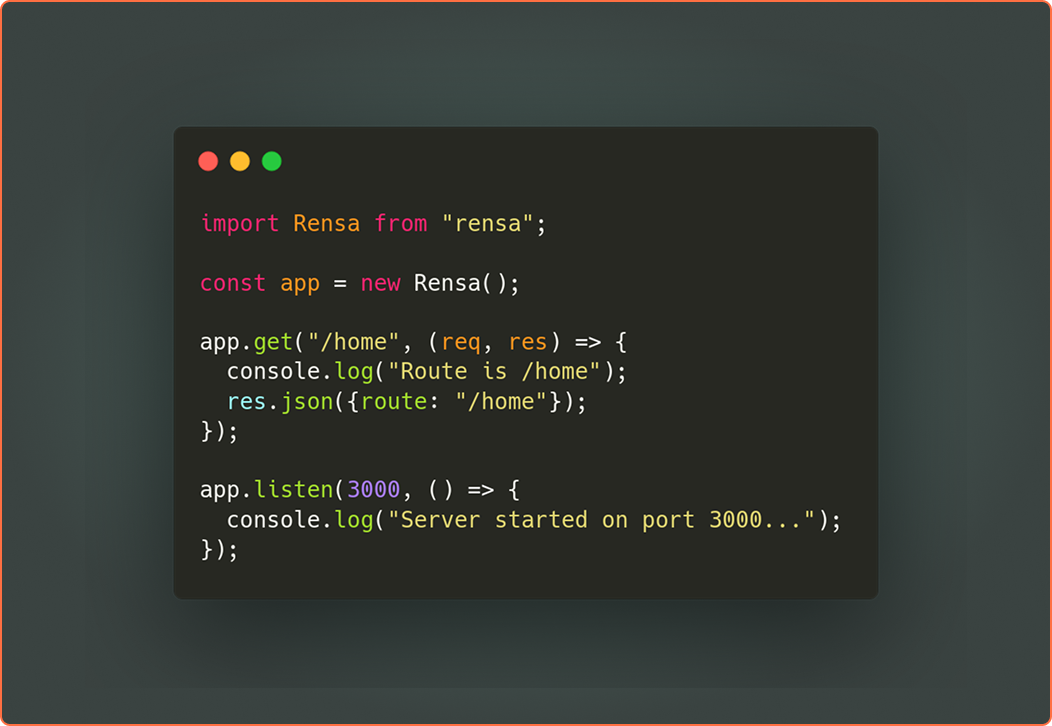 import Rensa from "rensa";
const app = new Rensa();
app.get("/home", (req, res) => {
  console.log("Route is /home");
  res.json({route: "/home"});
});
app.listen(3000, () => {
  console.log("Server started on port 3000...");
});